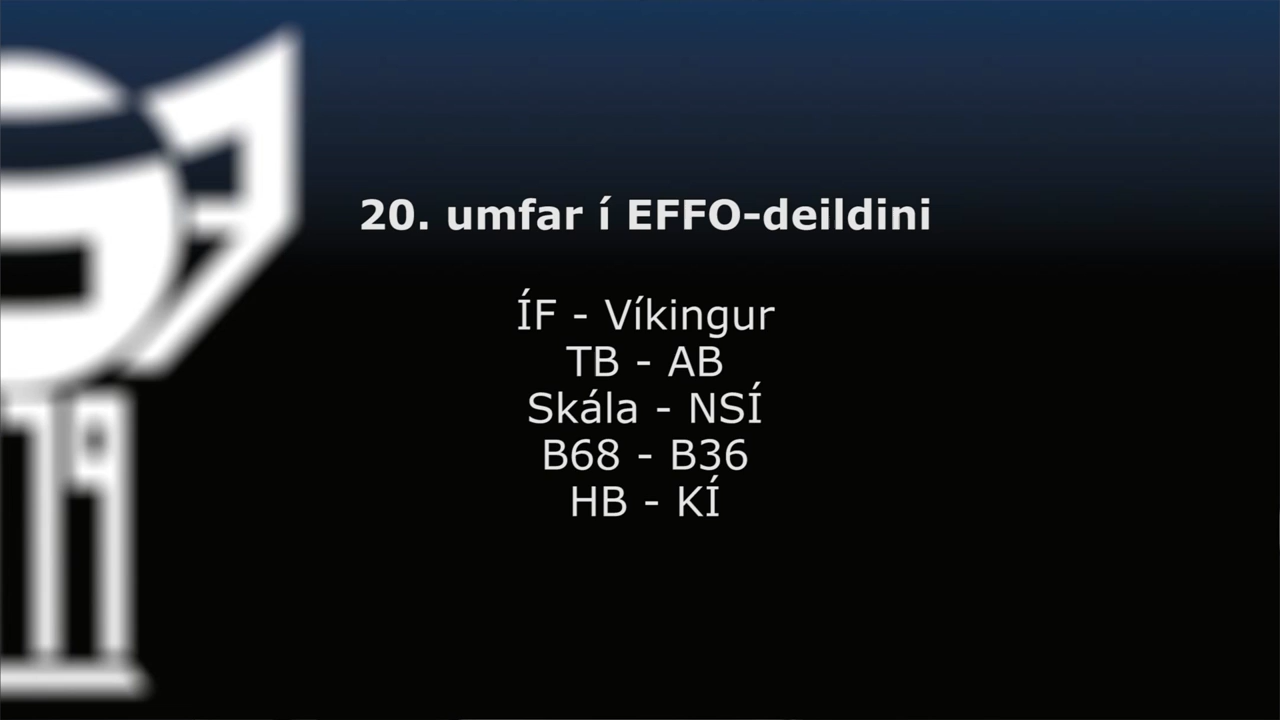 20. umfar í EFFO-deildini
ÍF - Víkingur
TB - AB
Skála - NSÍ
B68 - B36
HB - KÍ